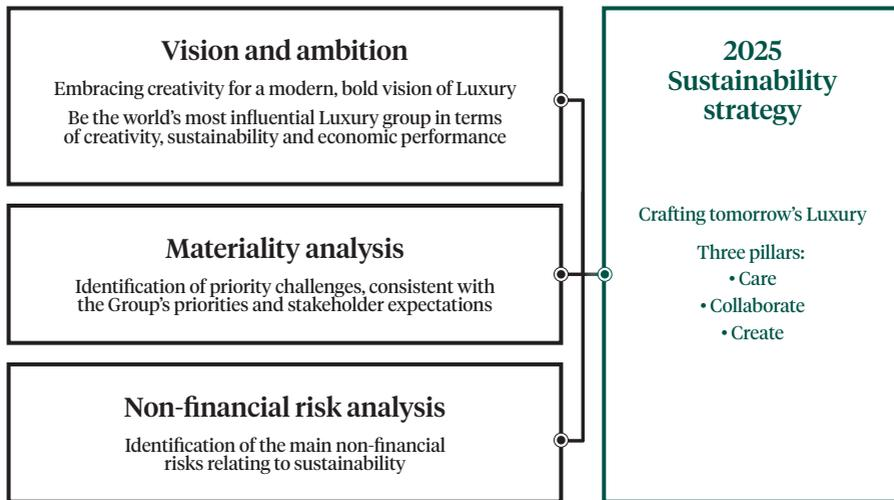 Vision and ambition
Embracing creativity for a modern, bold vision of Luxury
Be the world’s most influential Luxury group in terms
of creativity, sustainability and economic performance
Materiality analysis
Identification of priority challenges, consistent with
the Group’s priorities and stakeholder expectations
Non-financial risk analysis
Identification of the main non-financial
risks relating to sustainability
2025
Sustainability
strategy
Crafting tomorrow’s Luxury
Three pillars:
• Care
• Collaborate
• Create